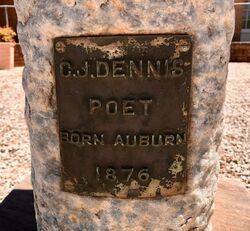 C.J.DENNIS
POET
BORN AUBURN
1876